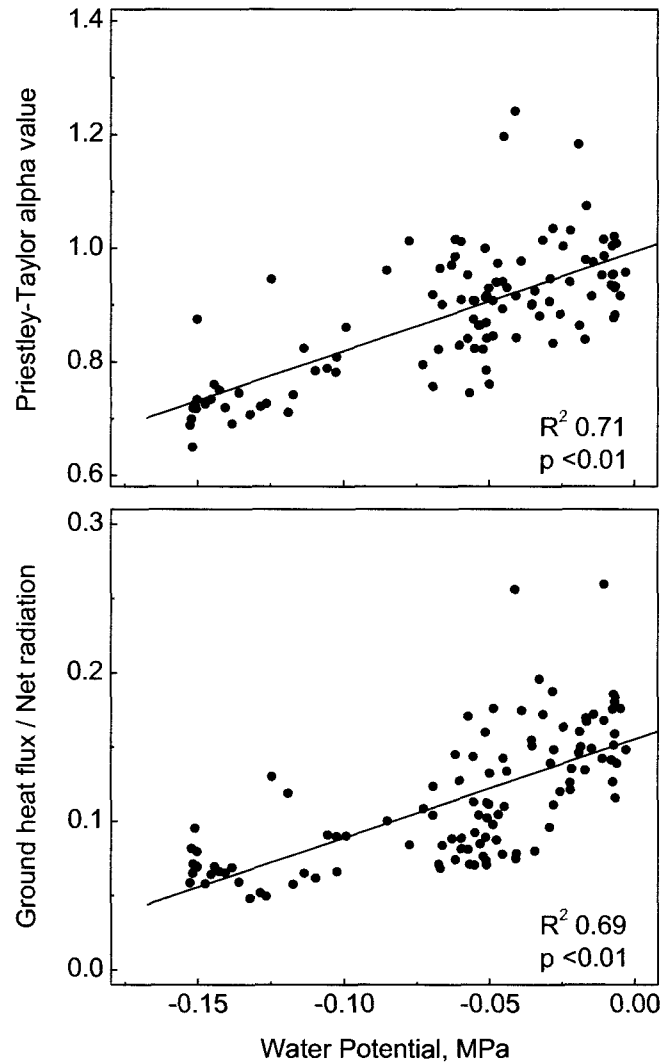 1.4
1.2
1.0
0.8
0.6
Priestley-Taylor alpha value
R² 0.71
p <0.01
0.3
0.2
0.1
0.0
Ground heat flux / Net radiation
R² 0.69
p <0.01
-0.15
-0.10
-0.05
0.00
Water Potential, MPa